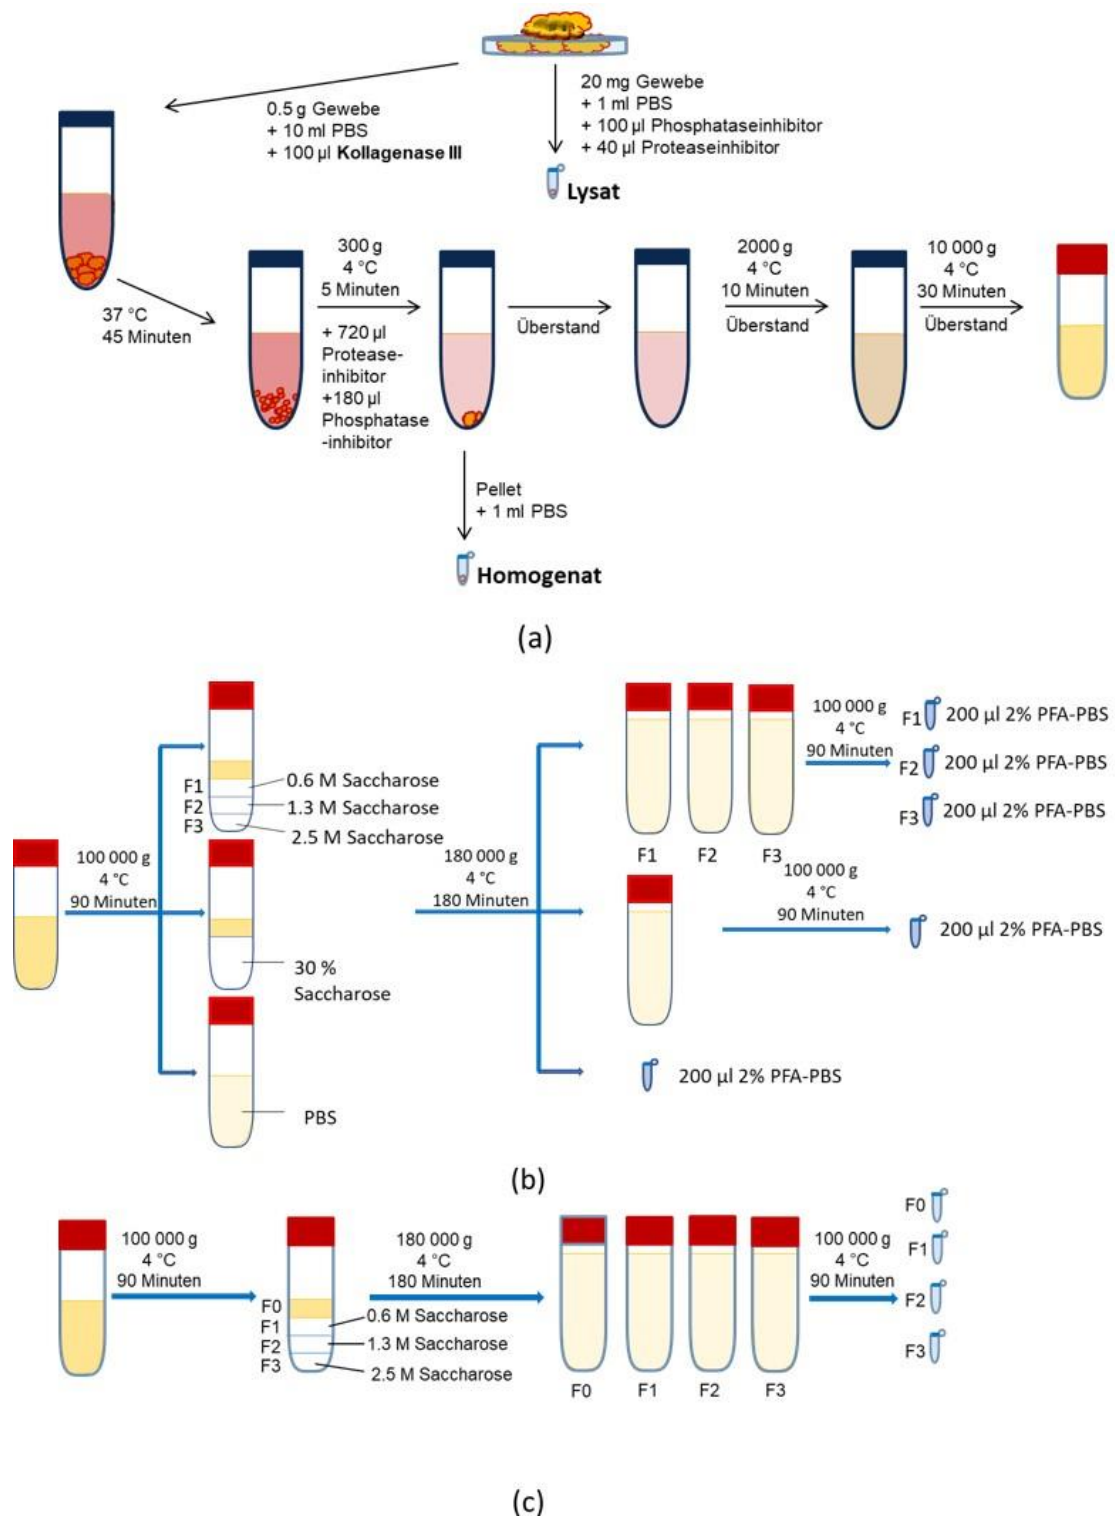 0.5 g Gewebe
+ 10 ml PBS
+ 100 µl Kollagenase III
20 mg Gewebe
+ 1 ml PBS
+ 100 µl Phosphataseinhibitor
+ 40 µl Proteaseinhibitor
Lysat
37 °C
45 Minuten
300 g
4 °C
5 Minuten
+ 720 µl
Protease-
inhibitor
+180 µl
Phosphatase
-inhibitor
Überstand
2000 g
4 °C
10 Minuten
Überstand
10 000 g
4 °C
30 Minuten
Überstand
Pellet
+ 1 ml PBS
Homogenat
(a)
100 000 g
4 °C
90 Minuten
F1
F2
F3
0.6 M Saccharose
1.3 M Saccharose
2.5 M Saccharose
30 %
Saccharose
PBS
180 000 g
4 °C
180 Minuten
F1
F2
F3
100 000 g
4 °C
90 Minuten
F1
200 µl 2% PFA-PBS
F2
200 µl 2% PFA-PBS
F3
200 µl 2% PFA-PBS
100 000 g
4 °C
90 Minuten
200 µl 2% PFA-PBS
200 µl 2% PFA-PBS
(b)
100 000 g
4 °C
90 Minuten
F0
F1
F2
F3
0.6 M Saccharose
1.3 M Saccharose
2.5 M Saccharose
180 000 g
4 °C
180 Minuten
F0
F1
F2
F3
100 000 g
4 °C
90 Minuten
F0
F1
F2
F3
(c)